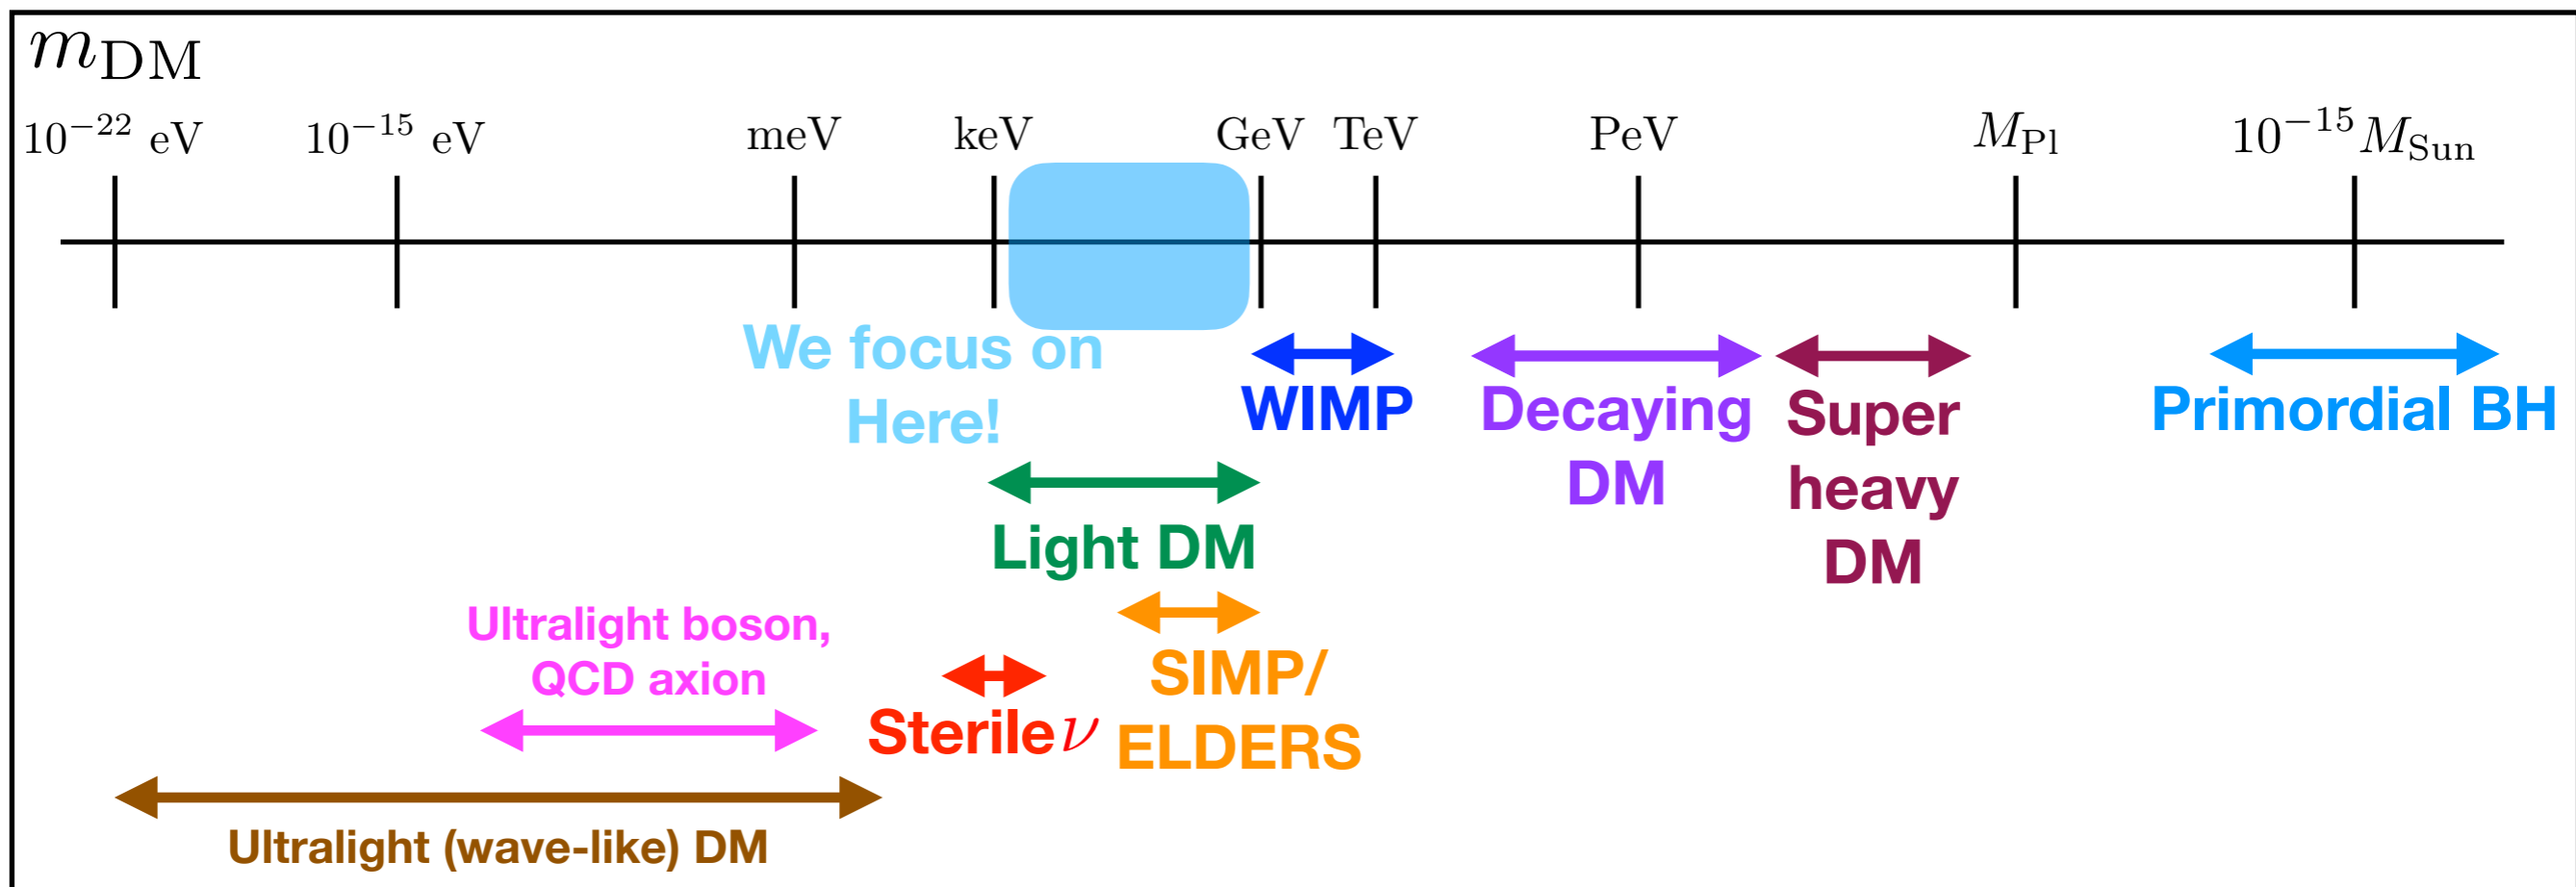 m_DM
10^−22 eV 10^−15 eV meV keV GeV TeV PeV M_Pl 10^−15 M_Sun
We focus on
Here!
WIMP
Decaying
DM
Super
heavy
DM
Primordial BH
Light DM
SIMP/
ELDERS
Ultralight boson,
QCD axion
Sterile ν
Ultralight (wave-like) DM